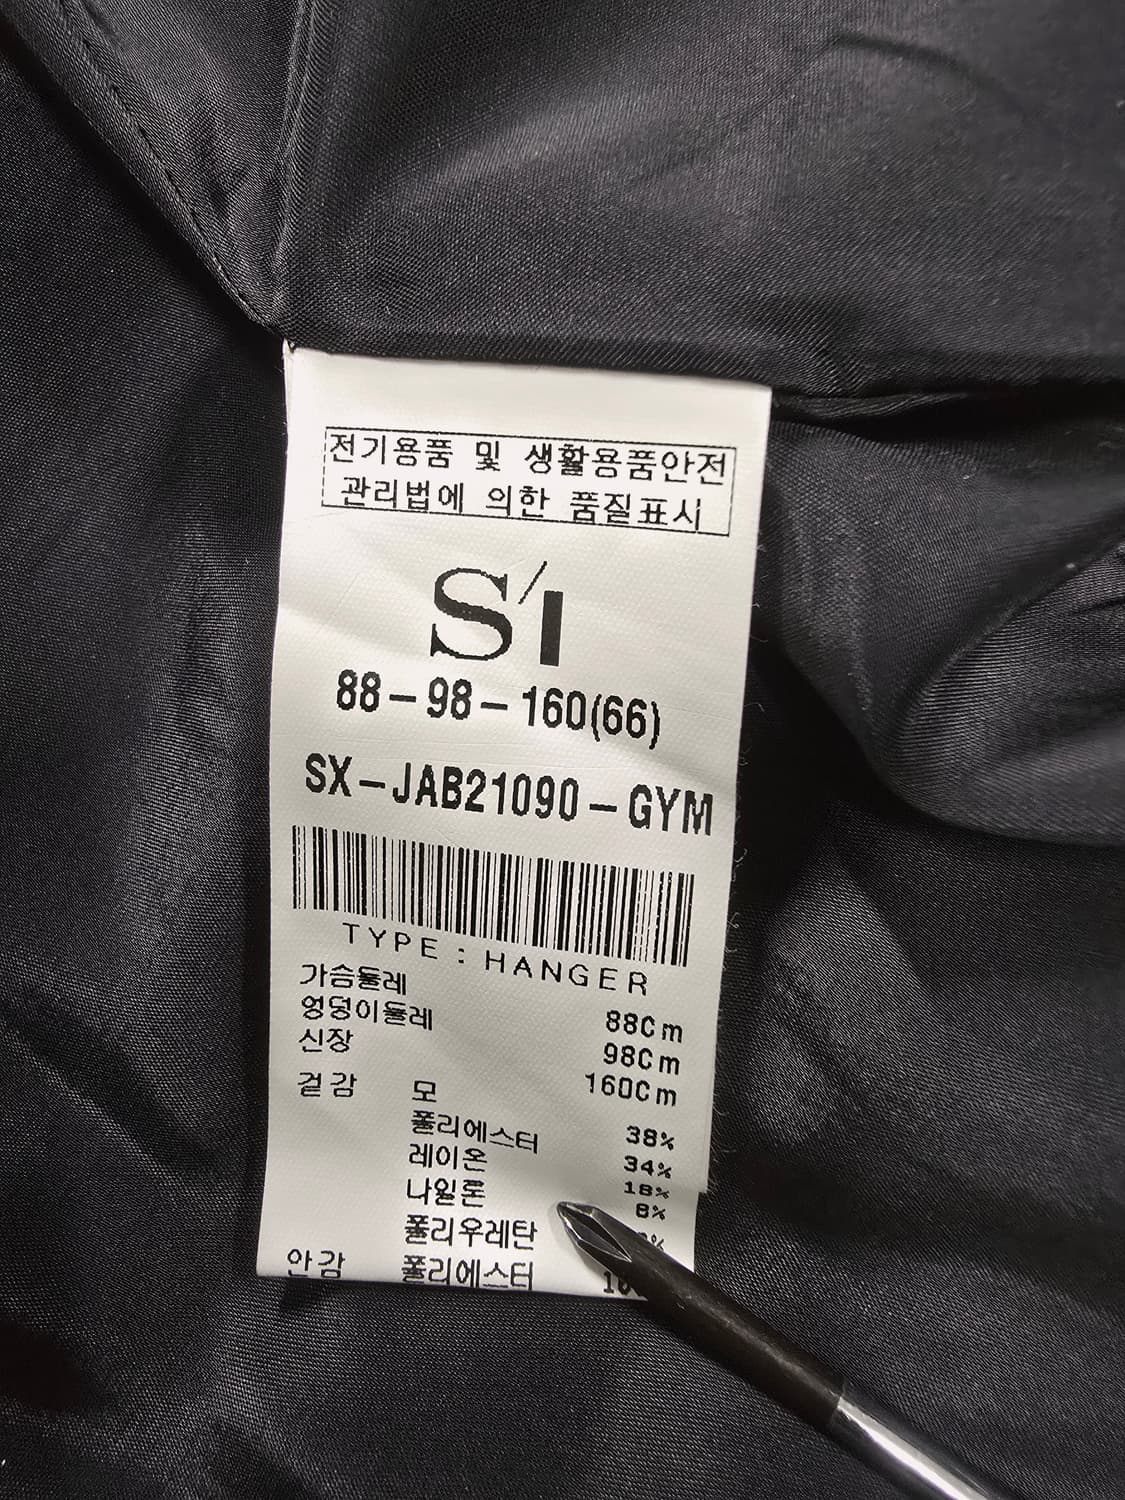 전기용품 및 생활용품안전
관리법에 의한 품질표시
S'I
88-98-160(66)
SX-JAB21090-GYM
TYPE : HANGER
가슴둘레 88Cm
엉덩이둘레 98Cm
신장 160Cm
겉감 모 38%
폴리에스터 34%
레이온 18%
나일론 8%
폴리우레탄
안감 폴리에스터